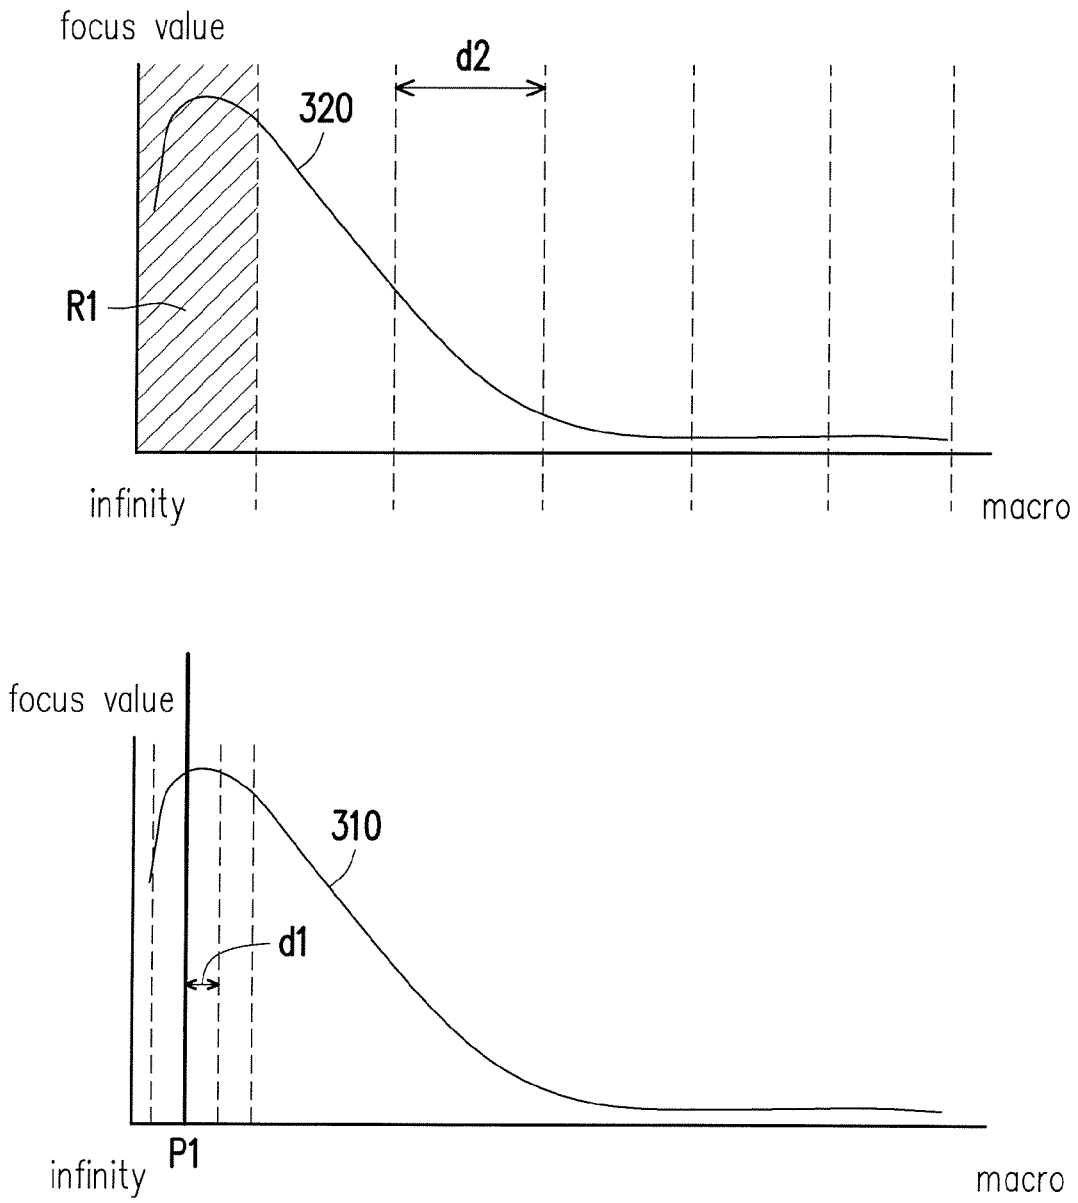 focus value
d2
320
R1
infinity
macro
focus value
310
d1
P1
infinity
macro